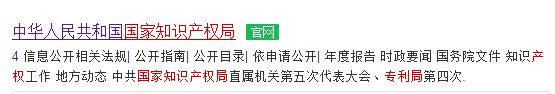 中华人民共和国国家知识产权局 官网
4 信息公开相关法规| 公开指南| 公开目录| 依申请公开| 年度报告 时政要闻 国务院文件 知识产
权工作 地方动态 中共国家知识产权局直属机关第五次代表大会、专利局第四次.